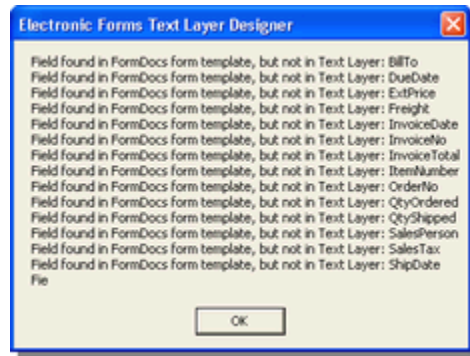 Electronic Forms Text Layer Designer
Field found in FormDocs form template, but not in Text Layer: BillTo
Field found in FormDocs form template, but not in Text Layer: DueDate
Field found in FormDocs form template, but not in Text Layer: ExtPrice
Field found in FormDocs form template, but not in Text Layer: Freight
Field found in FormDocs form template, but not in Text Layer: InvoiceDate
Field found in FormDocs form template, but not in Text Layer: InvoiceNo
Field found in FormDocs form template, but not in Text Layer: InvoiceTotal
Field found in FormDocs form template, but not in Text Layer: ItemNumber
Field found in FormDocs form template, but not in Text Layer: OrderNo
Field found in FormDocs form template, but not in Text Layer: QtyOrdered
Field found in FormDocs form template, but not in Text Layer: QtyShipped
Field found in FormDocs form template, but not in Text Layer: SalesPerson
Field found in FormDocs form template, but not in Text Layer: SalesTax
Field found in FormDocs form template, but not in Text Layer: ShipDate
Fie
OK